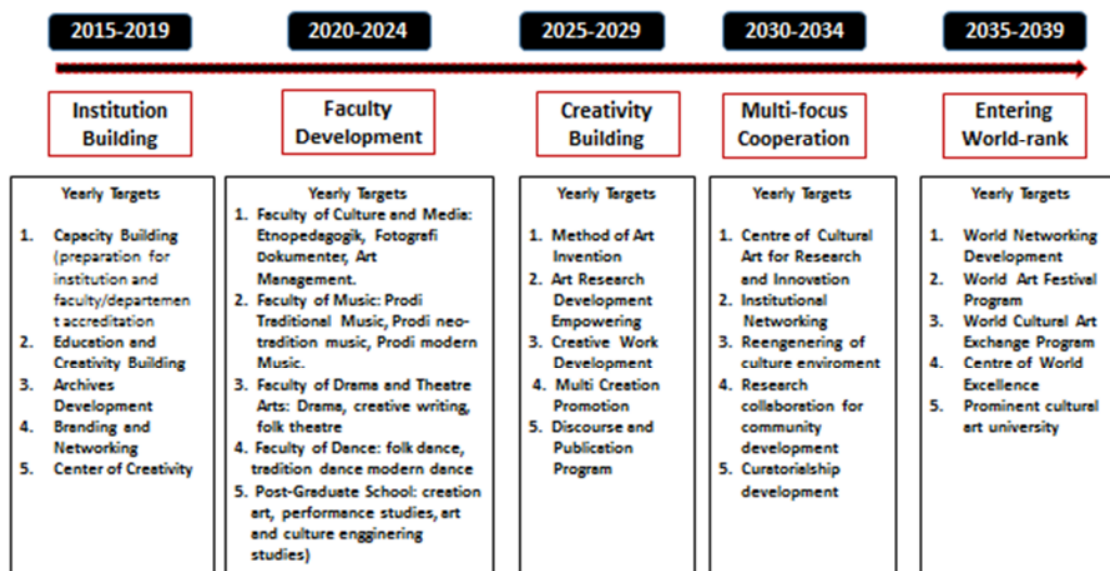 2015-2019
2020-2024
2025-2029
2030-2034
2035-2039
Institution
Building
Faculty
Development
Creativity
Building
Multi-focus
Cooperation
Entering
World-rank
Yearly Targets
1. Capacity Building
(preparation for
institution and
faculty/departemen
t accreditation
2. Education and
Creativity Building
3. Archives
Development
4. Branding and
Networking
5. Center of Creativity
Yearly Targets
1. Faculty of Culture and Media:
Etnopedagogik, Fotografi
Dokumenter, Art
Management.
2. Faculty of Music: Prodi
Traditional Music, Prodi neo-
tradition music, Prodi modern
Music.
3. Faculty of Drama and Theatre
Arts: Drama, creative writing,
folk theatre
4. Faculty of Dance: folk dance,
tradition dance modern dance
5. Post-Graduate School: creation
art, performance studies, art
and culture engginering
studies)
Yearly Targets
1. Method of Art
Invention
2. Art Research
Development
Empowering
3. Creative Work
Development
4. Multi Creation
Promotion
5. Discourse and
Publication
Program
Yearly Targets
1. Centre of Cultural
Art for Research
and Innovation
2. Institutional
Networking
3. Reengenering of
culture enviroment
4. Research
collaboration for
community
development
5. Curatorialship
development
Yearly Targets
1. World Networking
Development
2. World Art Festival
Program
3. World Cultural Art
Exchange Program
4. Centre of World
Excellence
5. Prominent cultural
art university